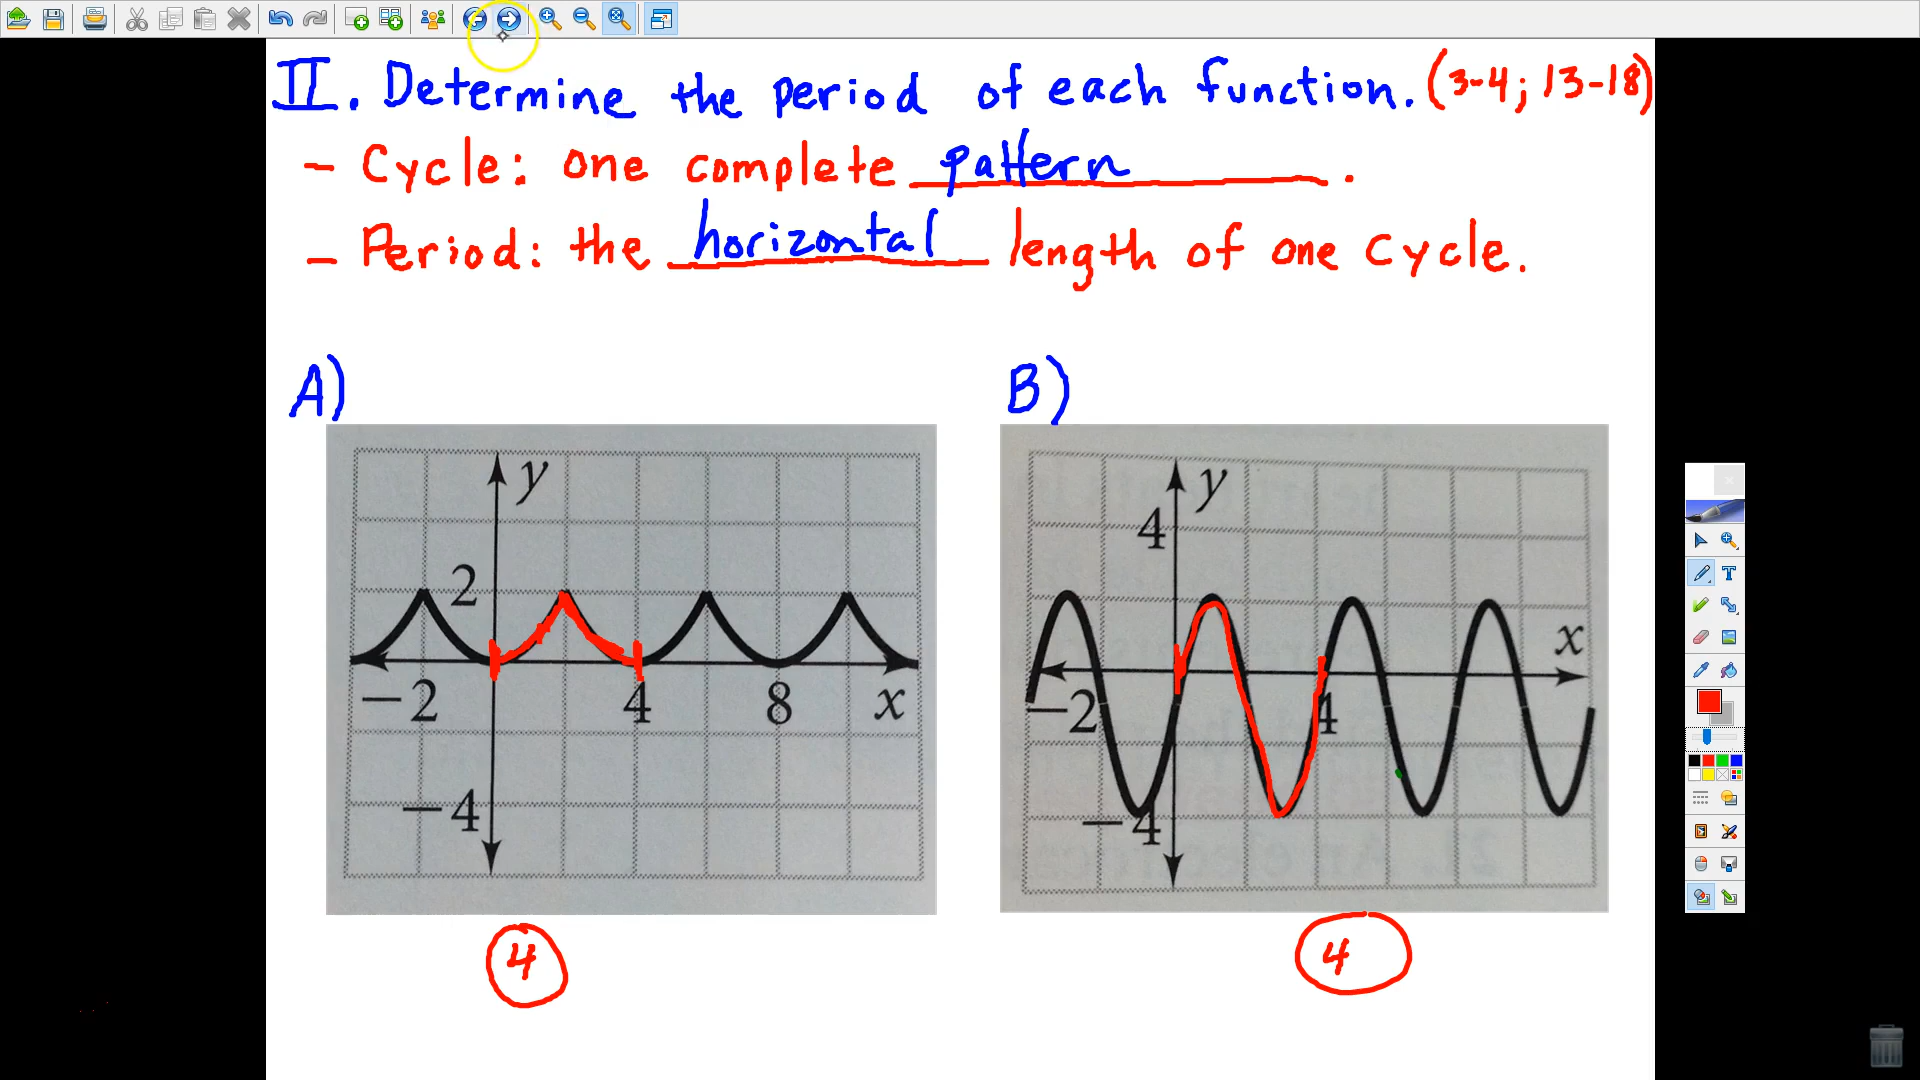 II. Determine the period of each function. (3-4; 13-18)
- Cycle: one complete pattern.
- Period: the horizontal length of one cycle.
A)
B)
y
2
-2
4
8
x
-4
y
4
x
-2
4
-4
4
4